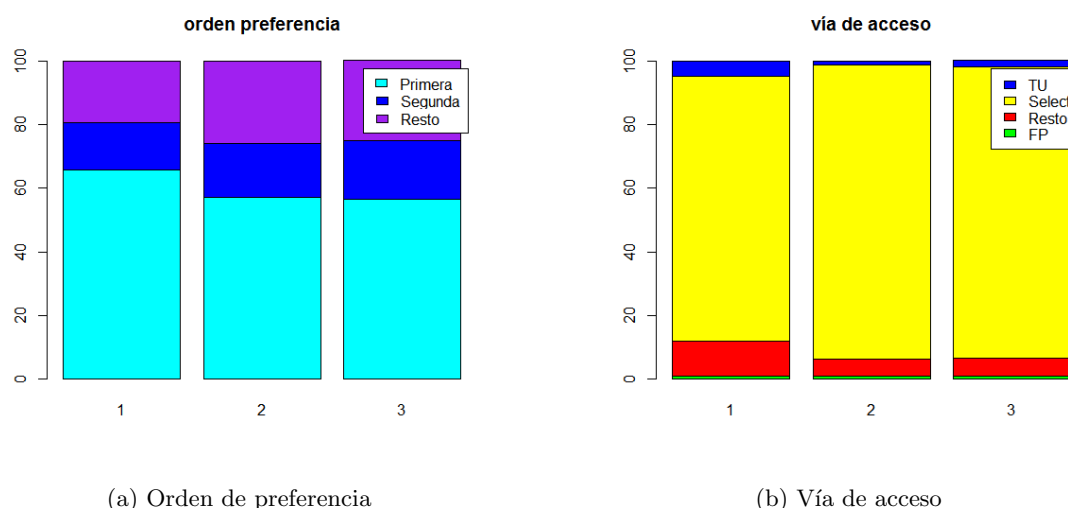 orden preferencia
100
80
60
40
20
0
Primera
Segunda
Resto
1 2 3
(a) Orden de preferencia
vía de acceso
100
80
60
40
20
0
TU
Select
Resto
FP
1 2 3
(b) Vía de acceso